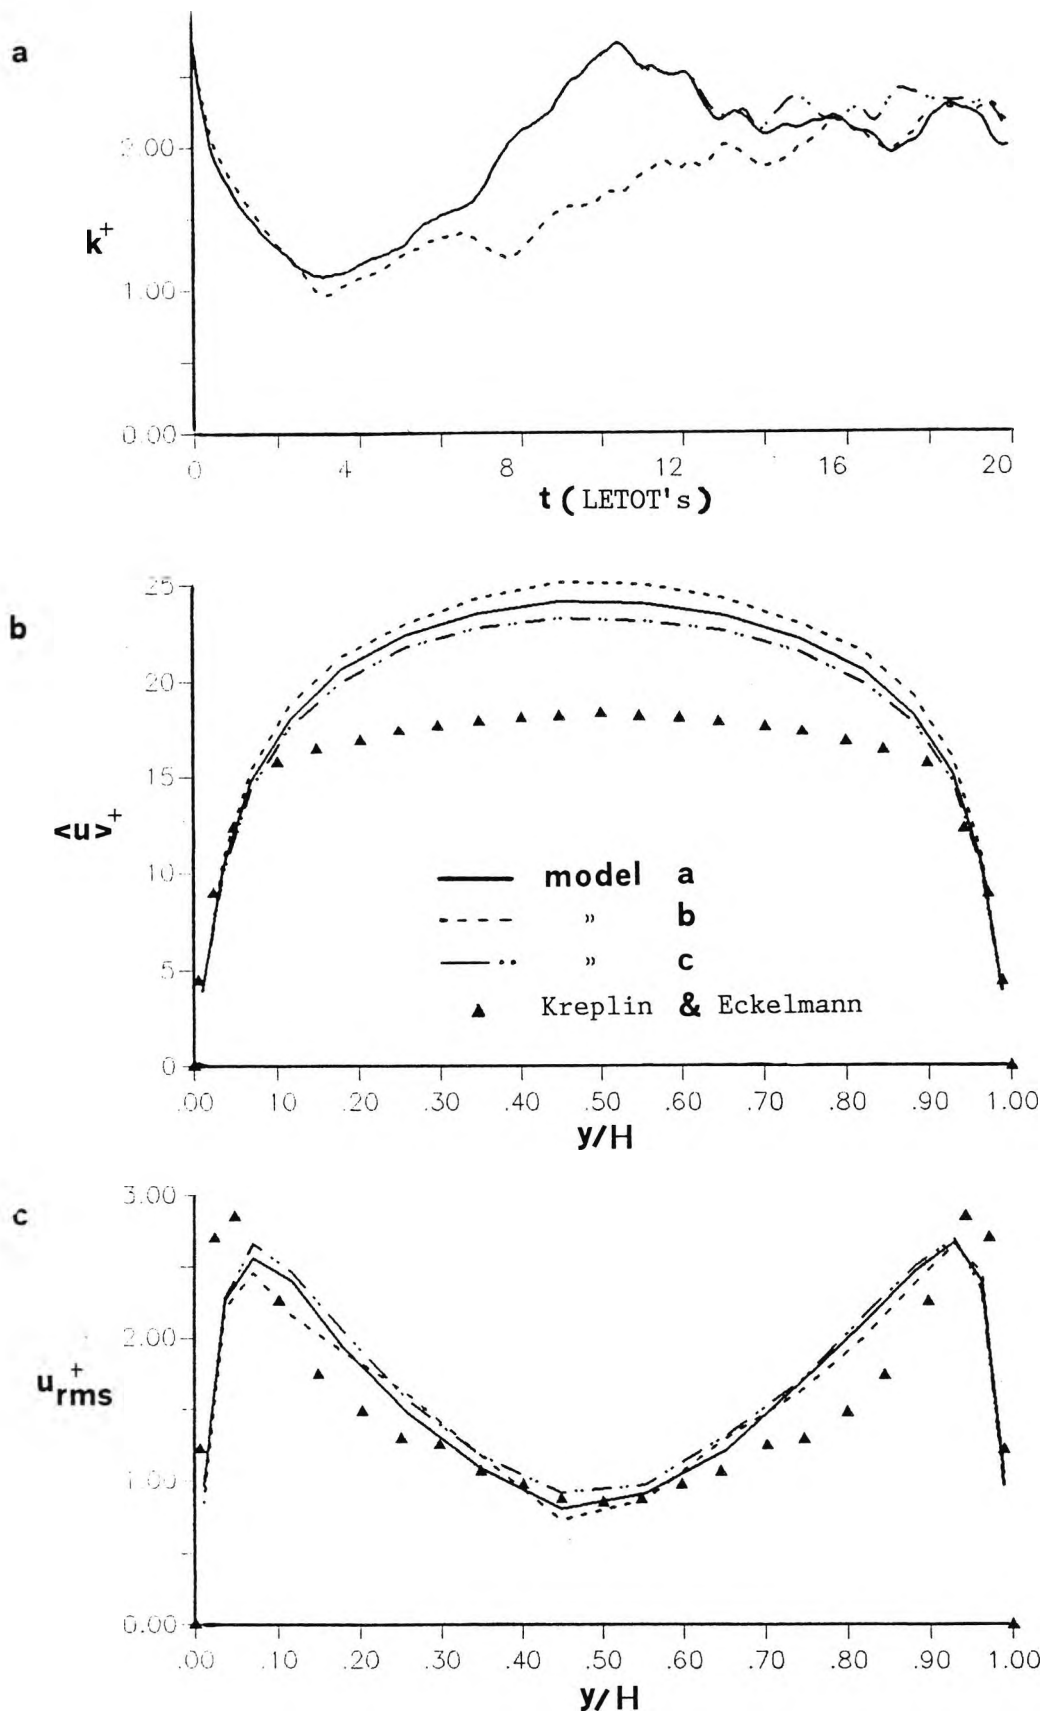 a
2.00
k+
1.00
0.00
0 4 8 12 16 20
t (LETOT's)
25
b
20
15
<u>+
10
5
0
model a
" b
" c
▲ Kreplin & Eckelmann
.00 .10 .20 .30 .40 .50 .60 .70 .80 .90 1.00
y/H
3.00
c
2.00
u+rms
1.00
0.00
.00 .10 .20 .30 .40 .50 .60 .70 .80 .90 1.00
y/H